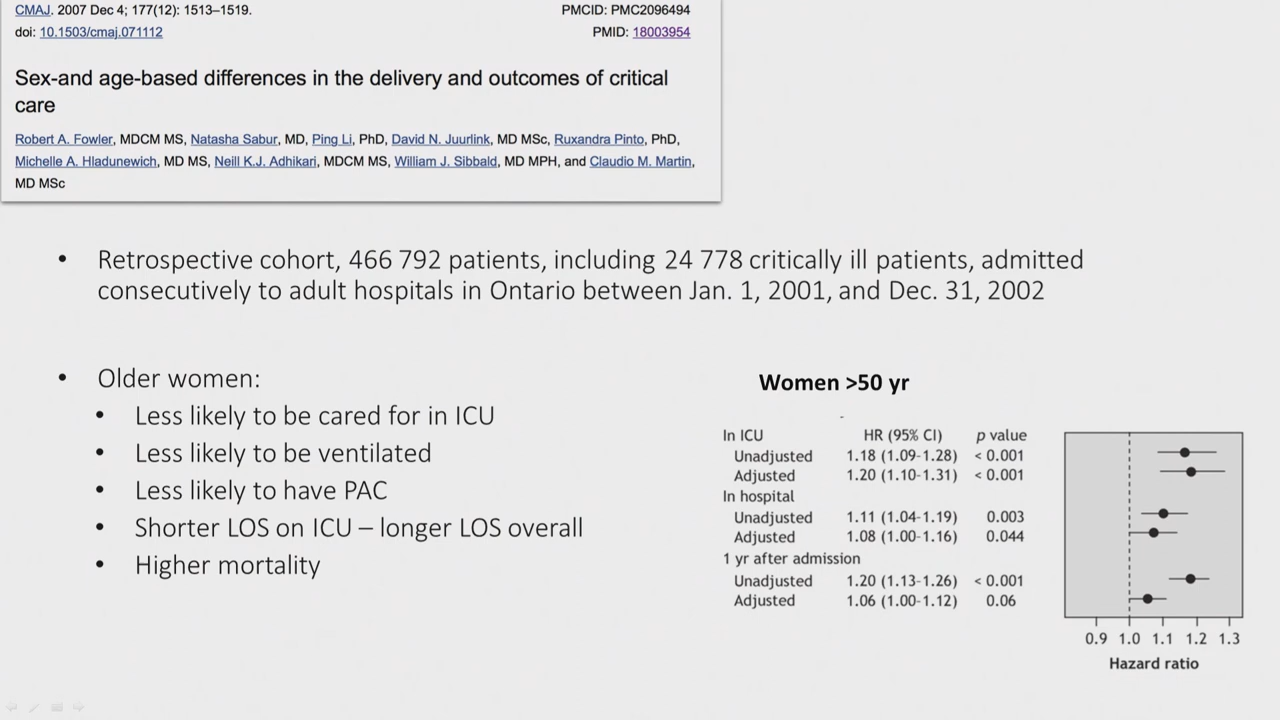 CMAJ. 2007 Dec 4; 177(12): 1513–1519.
PMCID: PMC2096494
doi: 10.1503/cmaj.071112
PMID: 18003954
Sex-and age-based differences in the delivery and outcomes of critical
care
Robert A. Fowler, MDCM MS, Natasha Sabur, MD, Ping Li, PhD, David N. Juurlink, MD MSc, Ruxandra Pinto, PhD,
Michelle A. Hladunewich, MD MS, Neill K.J. Adhikari, MDCM MS, William J. Sibbald, MD MPH, and Claudio M. Martin,
MD MSc
• Retrospective cohort, 466 792 patients, including 24 778 critically ill patients, admitted
consecutively to adult hospitals in Ontario between Jan. 1, 2001, and Dec. 31, 2002
• Older women:
• Less likely to be cared for in ICU
• Less likely to be ventilated
• Less likely to have PAC
• Shorter LOS on ICU – longer LOS overall
• Higher mortality
Women >50 yr
In ICU HR (95% CI) p value
Unadjusted 1.18 (1.09-1.28) < 0.001
Adjusted 1.20 (1.10-1.31) < 0.001
In hospital
Unadjusted 1.11 (1.04-1.19) 0.003
Adjusted 1.08 (1.00-1.16) 0.044
1 yr after admission
Unadjusted 1.20 (1.13-1.26) < 0.001
Adjusted 1.06 (1.00-1.12) 0.06
0.9 1.0 1.1 1.2 1.3
Hazard ratio